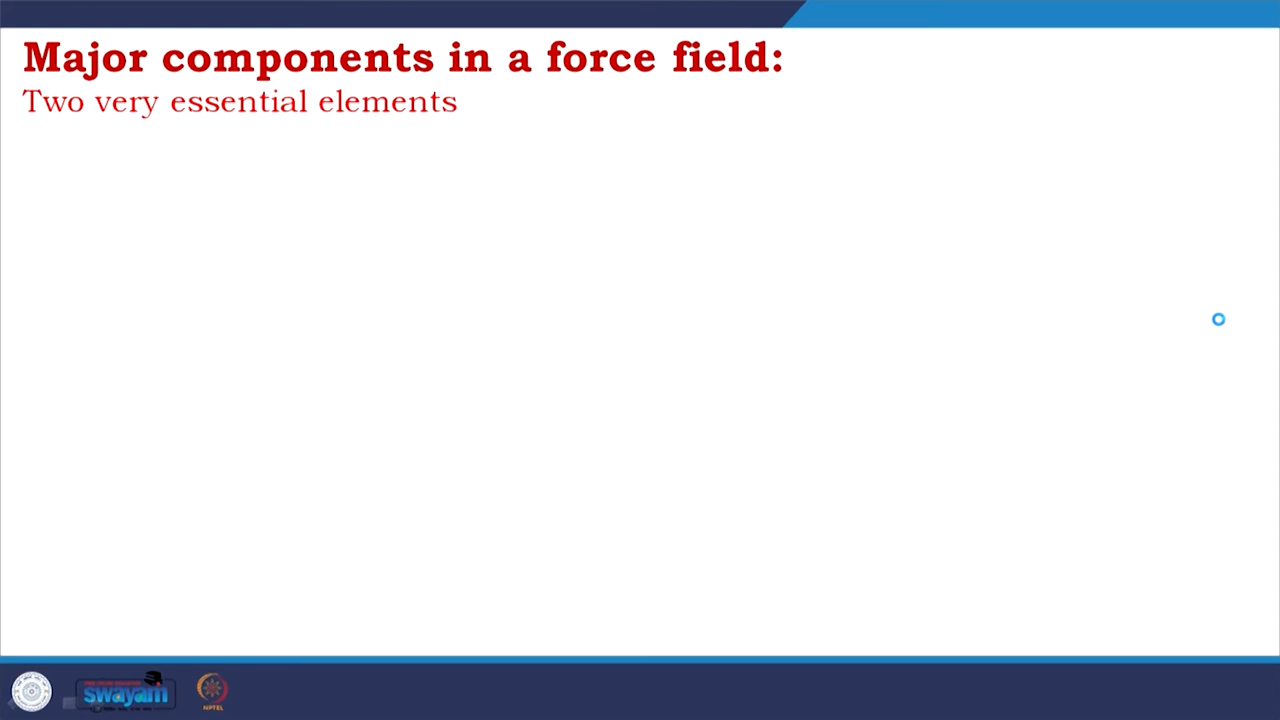 Major components in a force field:
Two very essential elements
swayam
NPTEL